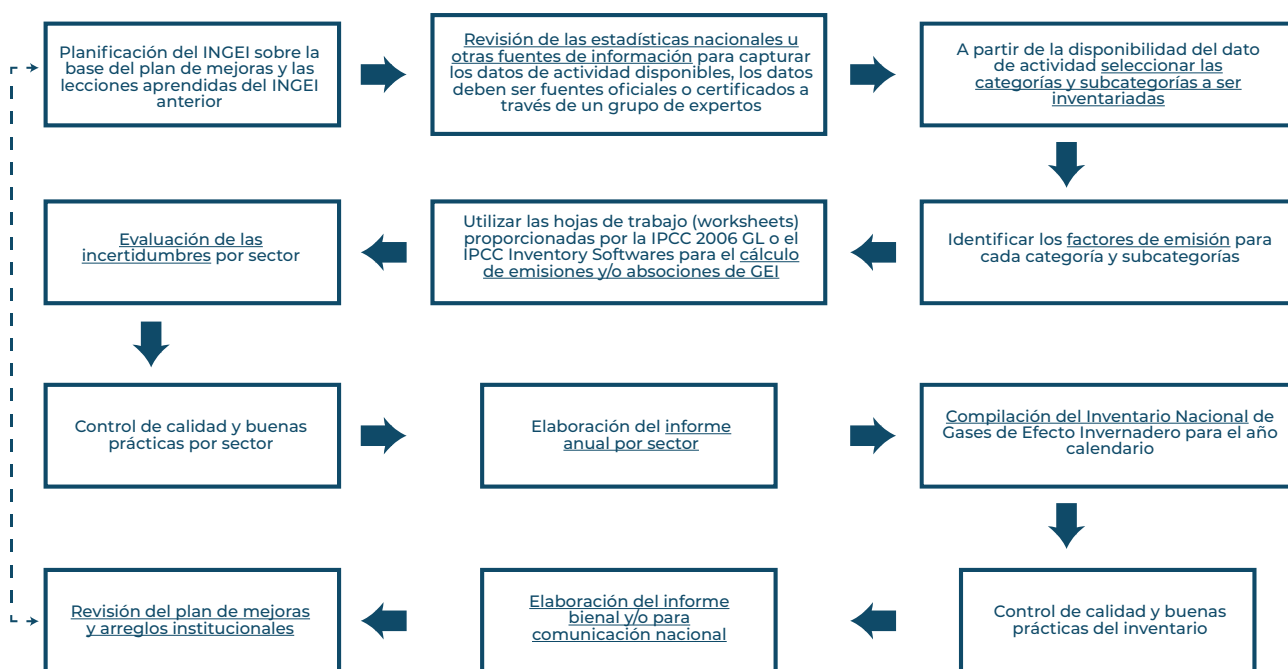 Planificación del INGEI sobre la
base del plan de mejoras y las
lecciones aprendidas del INGEI
anterior
Revisión de las estadísticas nacionales u
otras fuentes de información para capturar
los datos de actividad disponibles, los datos
deben ser fuentes oficiales o certificados a
través de un grupo de expertos
A partir de la disponibilidad del dato
de actividad seleccionar las
categorías y subcategorías a ser
inventariadas
Identificar los factores de emisión para
cada categoría y subcategorías
Utilizar las hojas de trabajo (worksheets)
proporcionadas por la IPCC 2006 GL o el
IPCC Inventory Softwares para el cálculo
de emisiones y/o absociones de GEI
Evaluación de las
incertidumbres por sector
Control de calidad y buenas
prácticas por sector
Elaboración del informe
anual por sector
Compilación del Inventario Nacional de
Gases de Efecto Invernadero para el año
calendario
Control de calidad y buenas
prácticas del inventario
Elaboración del informe
bienal y/o para
comunicación nacional
Revisión del plan de mejoras
y arreglos institucionales